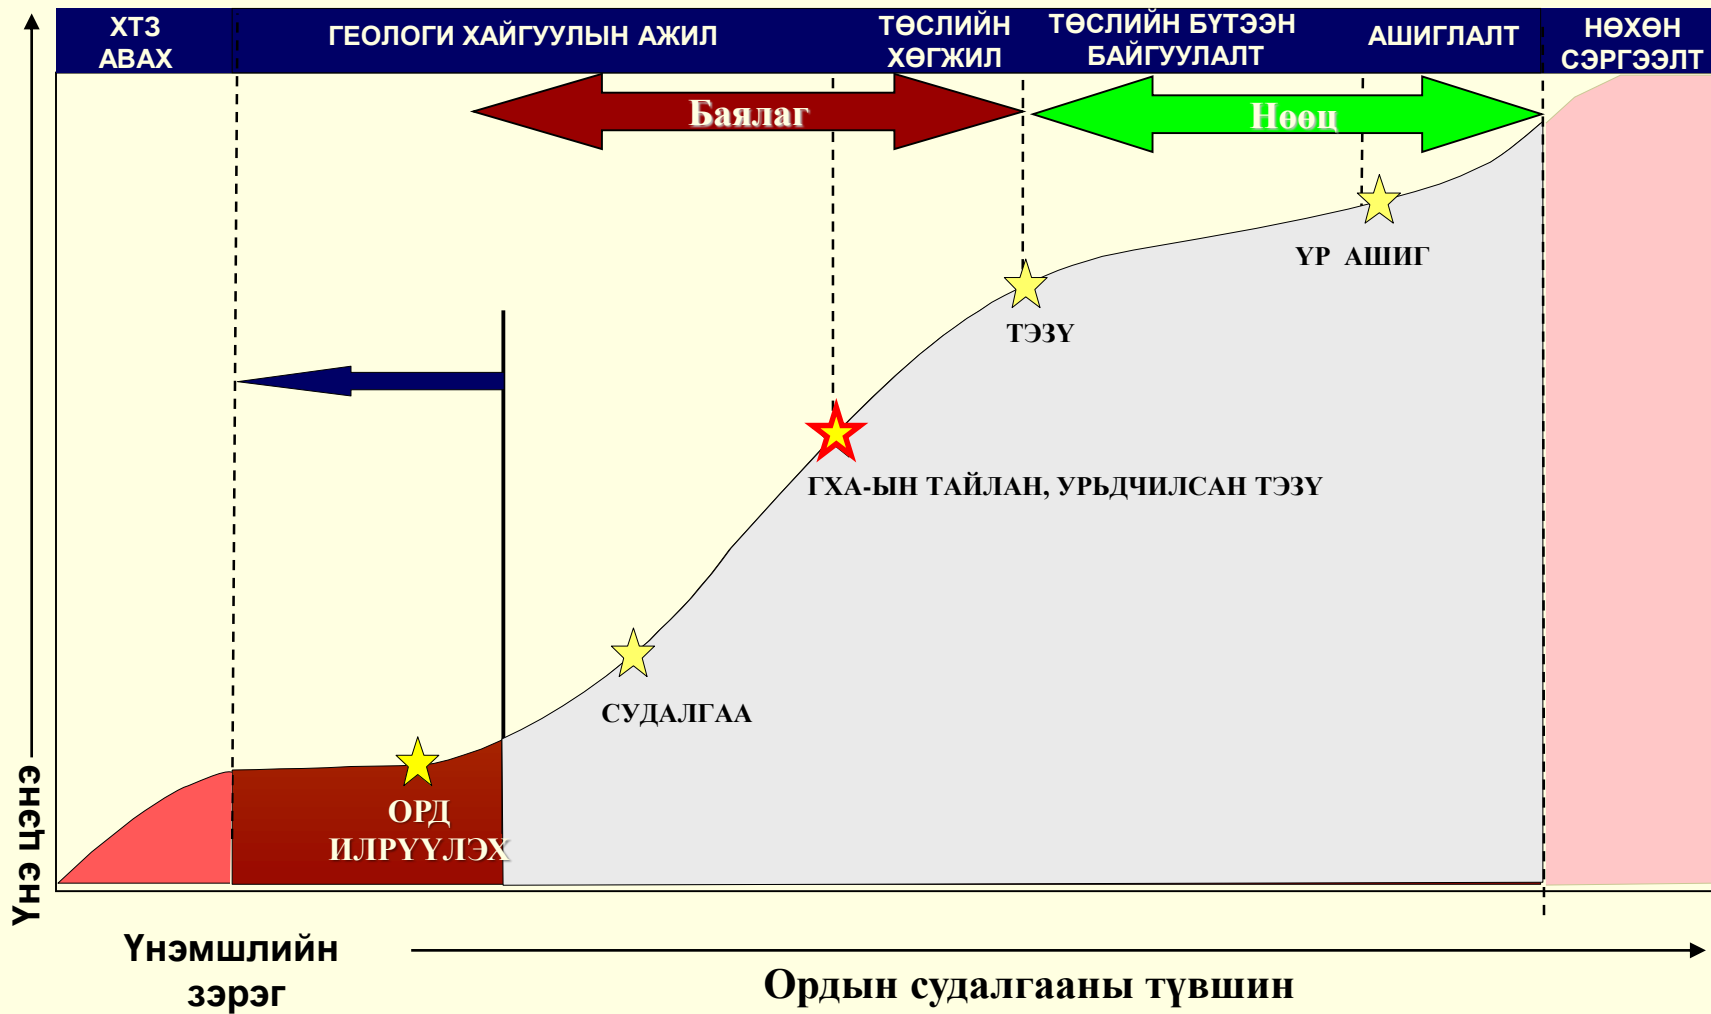 ХТЗ
АВАХ
ГЕОЛОГИ ХАЙГУУЛЫН АЖИЛ
ТӨСЛИЙН
ХӨГЖИЛ
ТӨСЛИЙН БҮТЭЭН
БАЙГУУЛАЛТ
АШИГЛАЛТ
НӨХӨН
СЭРГЭЭЛТ
Баялаг
Нөөц
ҮР АШИГ
ТЭЗҮ
ГХА-ЫН ТАЙЛАН, УРЬДЧИЛСАН ТЭЗҮ
СУДАЛГАА
ОРД
ИЛРҮҮЛЭХ
Үнэ цэнэ
Үнэмшлийн
зэрэг
Ордын судалгааны түвшин